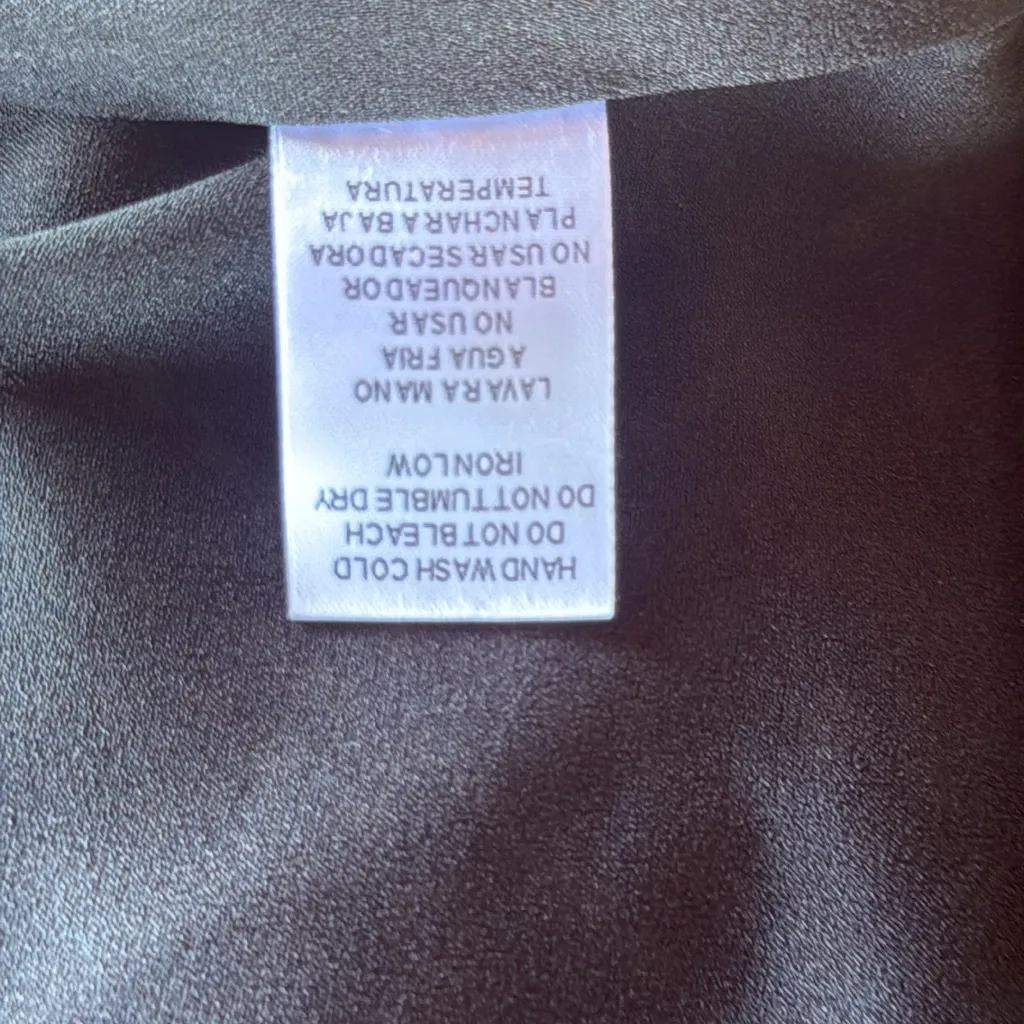 HAND WASH COLD
DO NOT BLEACH
DO NOT TUMBLE DRY
IRON LOW
LAVAR A MANO
AGUA FRIA
NO USAR
BLANQUEADOR
NO USAR SECADORA
PLANCHAR A BAJA
TEMPERATURA